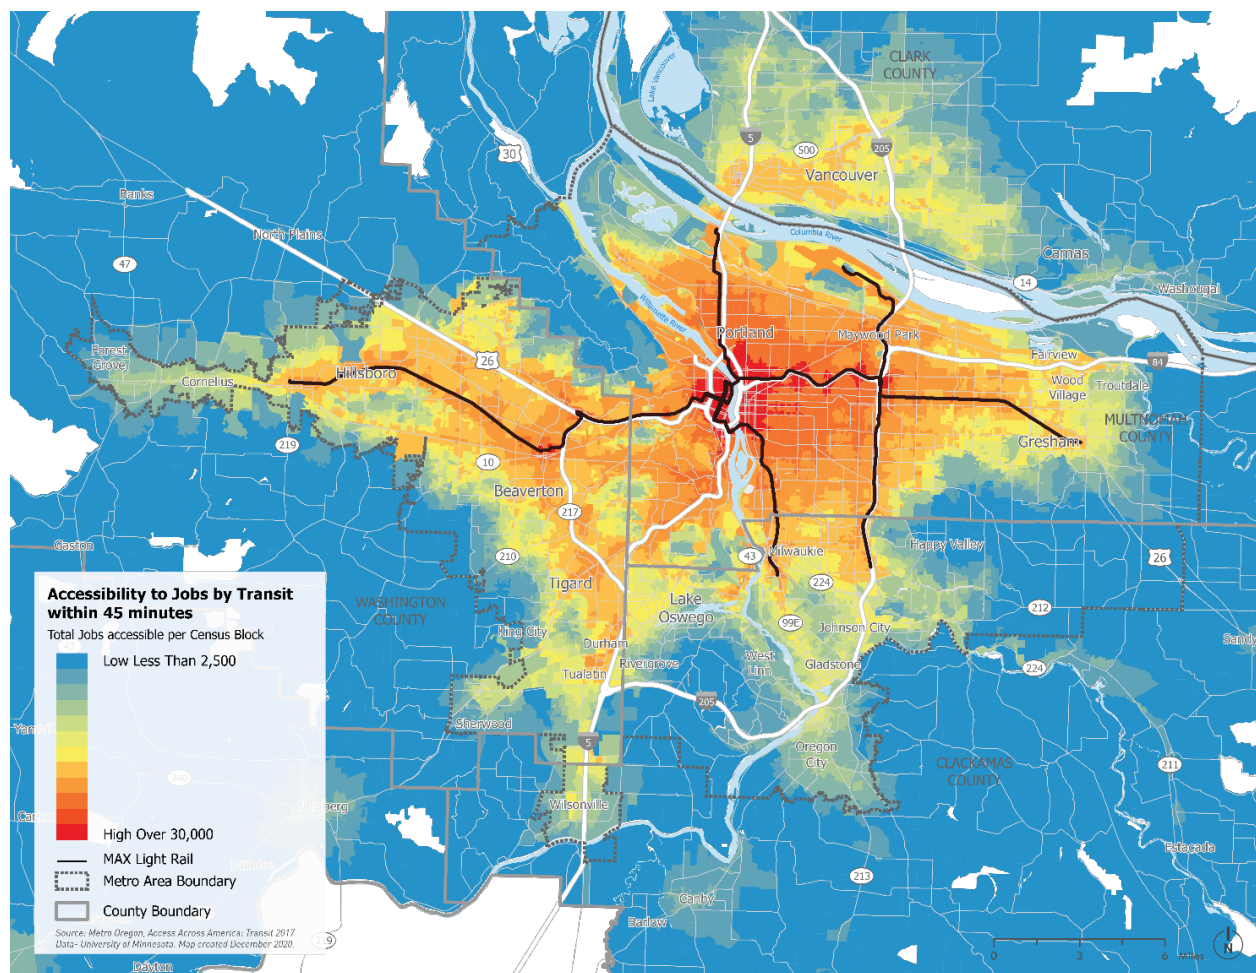 CLARK
COUNTY
Lake Vancouver
5
205
500
30
Vancouver
Banks
North Plains
47
Columbia River
Camas
14
Washougal
Willamette River
Portland
Maywood Park
Forest
Grove
Cornelius
Hillsboro
26
Fairview
84
Wood
Village
Troutdale
MULTNOMAH
COUNTY
219
Gresham
10
Beaverton
217
Gaston
210
43
Milwaukie
Happy Valley
26
Tigard
224
WASHINGTON
COUNTY
Lake
Oswego
99E
212
King City
Durham
Johnson City
Sandy
Rivergrove
West
Linn
Gladstone
224
Tualatin
205
Sherwood
5
Oregon
City
CLACKAMAS
COUNTY
211
Wilsonville
Estacada
213
Canby
Barlow
219
Dayton
240
Accessibility to Jobs by Transit
within 45 minutes
Total Jobs accessible per Census Block
Low Less Than 2,500
High Over 30,000
MAX Light Rail
Metro Area Boundary
County Boundary
Source: Metro Oregon, Access Across America: Transit 2017
Data- University of Minnesota. Map created December 2020.
0 3 6 Miles
N